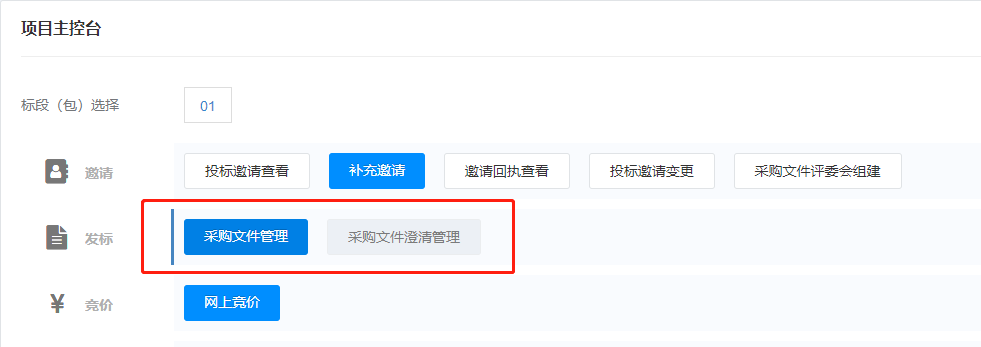 项目主控台
标段（包）选择 01
邀请 投标邀请查看 补充邀请 邀请回执查看 投标邀请变更 采购文件评委会组建
发标 采购文件管理 采购文件澄清管理
¥ 竞价 网上竞价